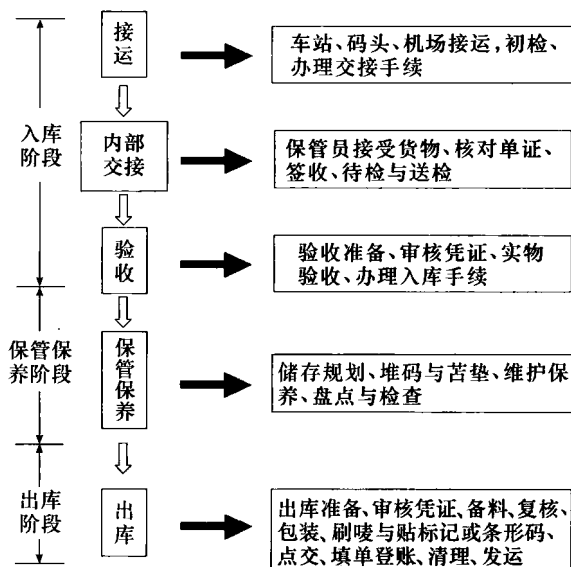 接运
车站、码头、机场接运,初检、
办理交接手续
入库
阶段
内部
交接
保管员接受货物、核对单证、
签收、待检与送检
验收
验收准备、审核凭证、实物
验收、办理入库手续
保管保
养阶段
保管保养
储存规划、堆码与苫垫、维护保
养、盘点与检查
出库
阶段
出库
出库准备、审核凭证、备料、复核、
包装、刷唛与贴标记或条形码、
点交、填单登账、清理、发运